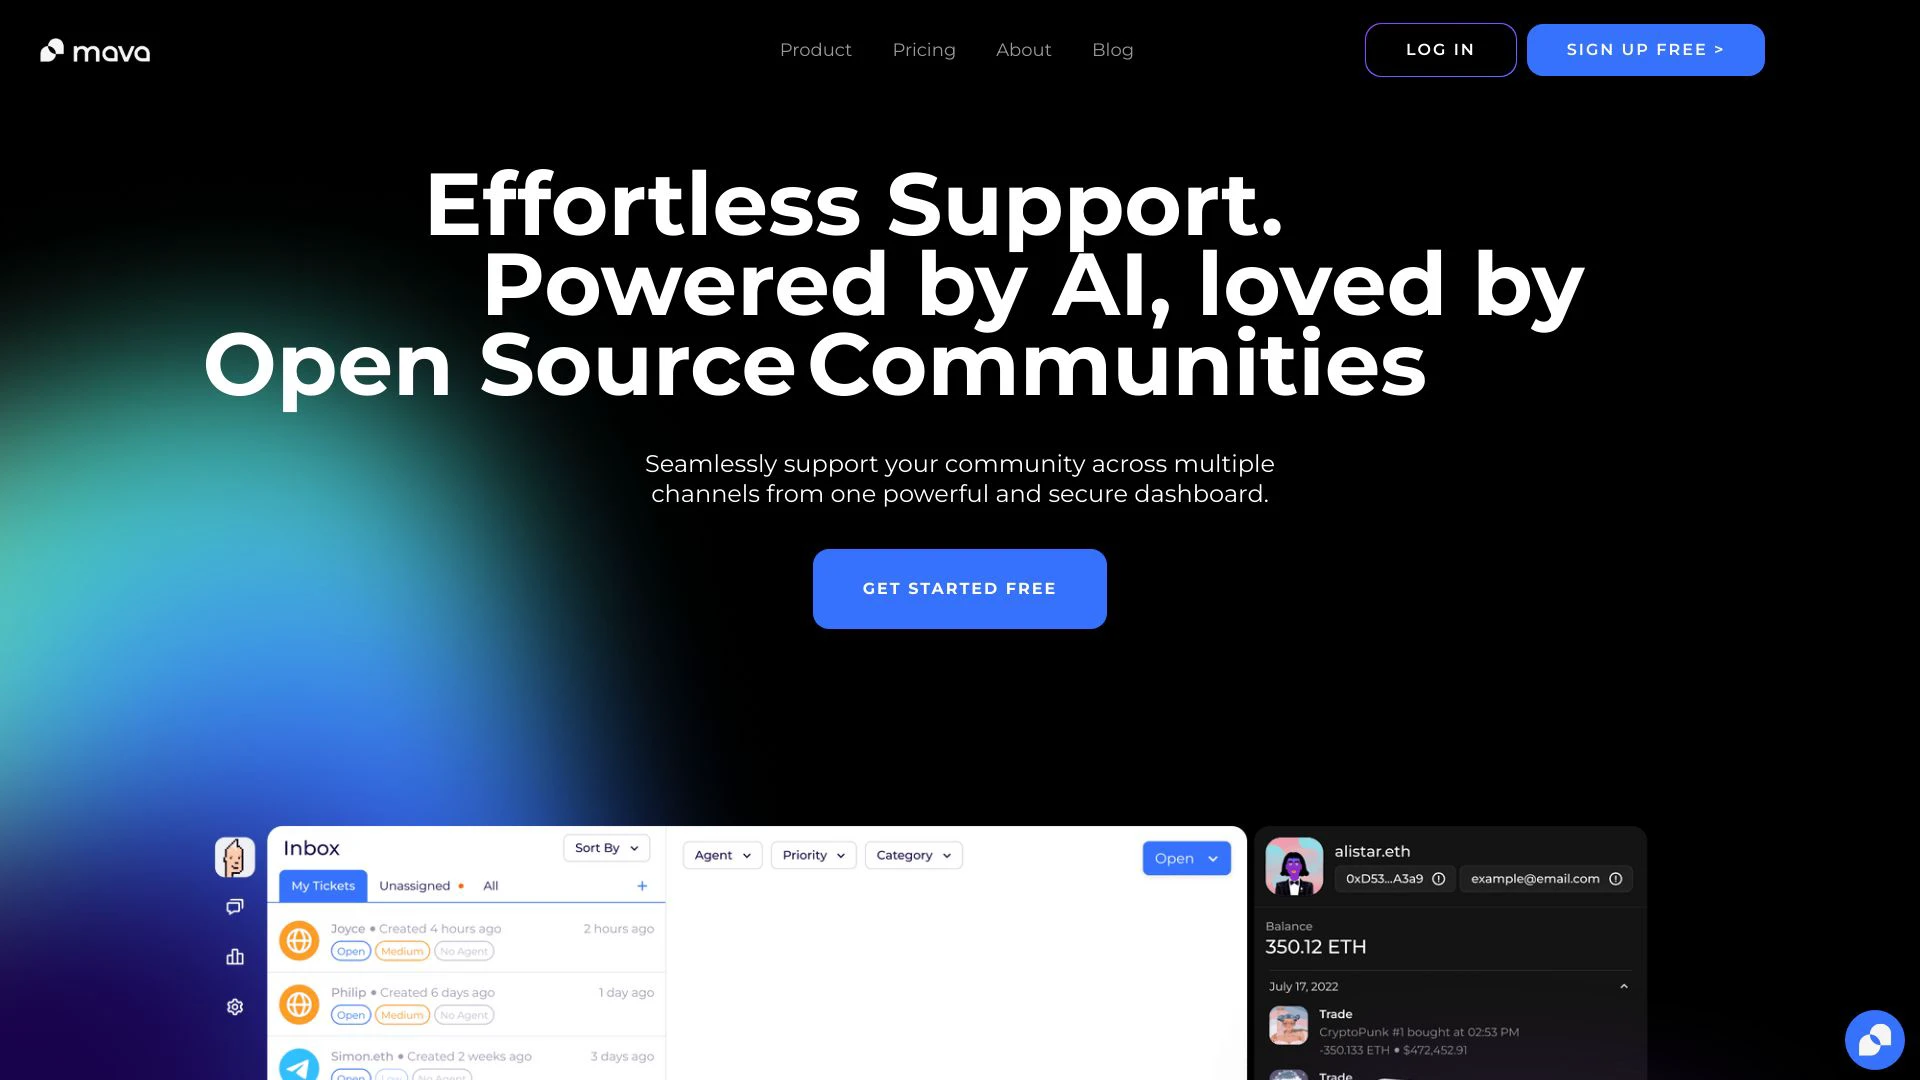 mava
Product Pricing About Blog
LOG IN
SIGN UP FREE >
Effortless Support.
Powered by AI, loved by
Open Source Communities
Seamlessly support your community across multiple
channels from one powerful and secure dashboard.
GET STARTED FREE
Inbox
Sort By
My Tickets Unassigned All +
Joyce • Created 4 hours ago 2 hours ago
Open Medium No Agent
Philip • Created 6 days ago 1 day ago
Open Medium No Agent
Simon.eth • Created 2 weeks ago 3 days ago
Open Low No Agent
Agent Priority Category
Open
alistar.eth
0xD53...A3a9 example@email.com
Balance
350.12 ETH
July 17, 2022
Trade
CryptoPunk #1 bought at 02:53 PM
-350.133 ETH • $472,452.91
Trade